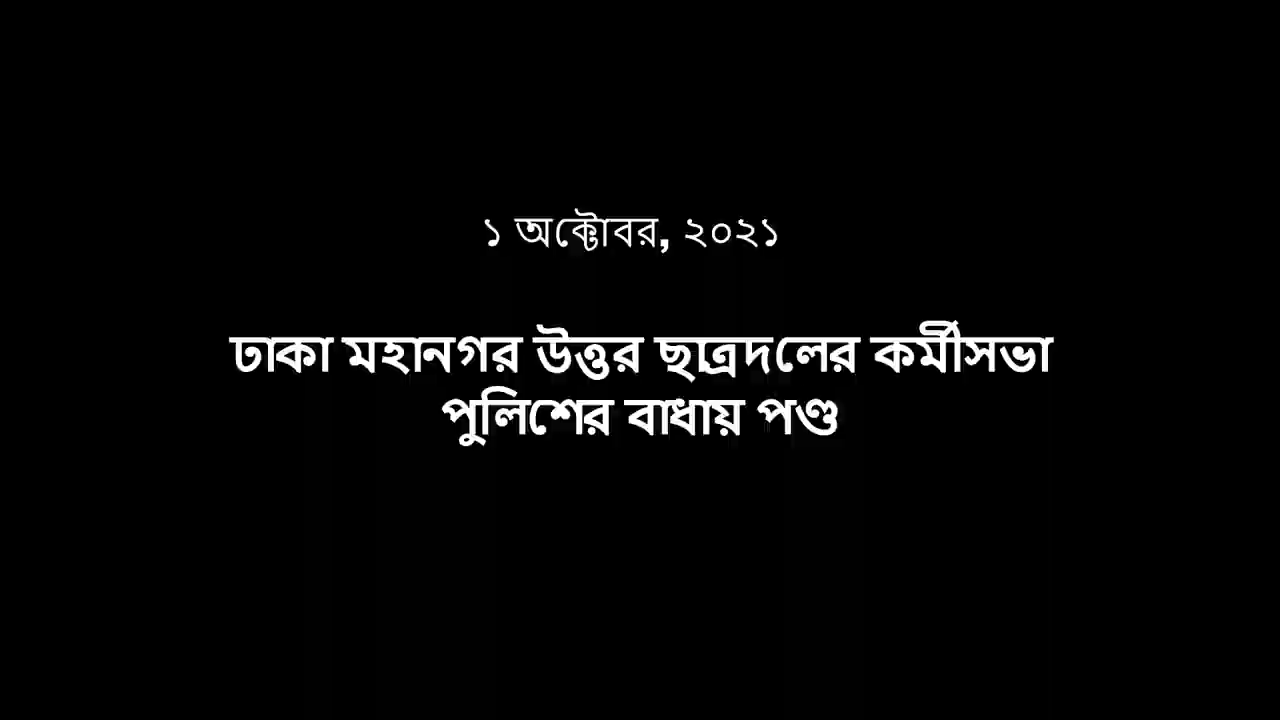 ১ অক্টোবর, ২০২১
ঢাকা মহানগর উত্তর ছাত্রদলের কর্মীসভা
পুলিশের বাধায় পণ্ড